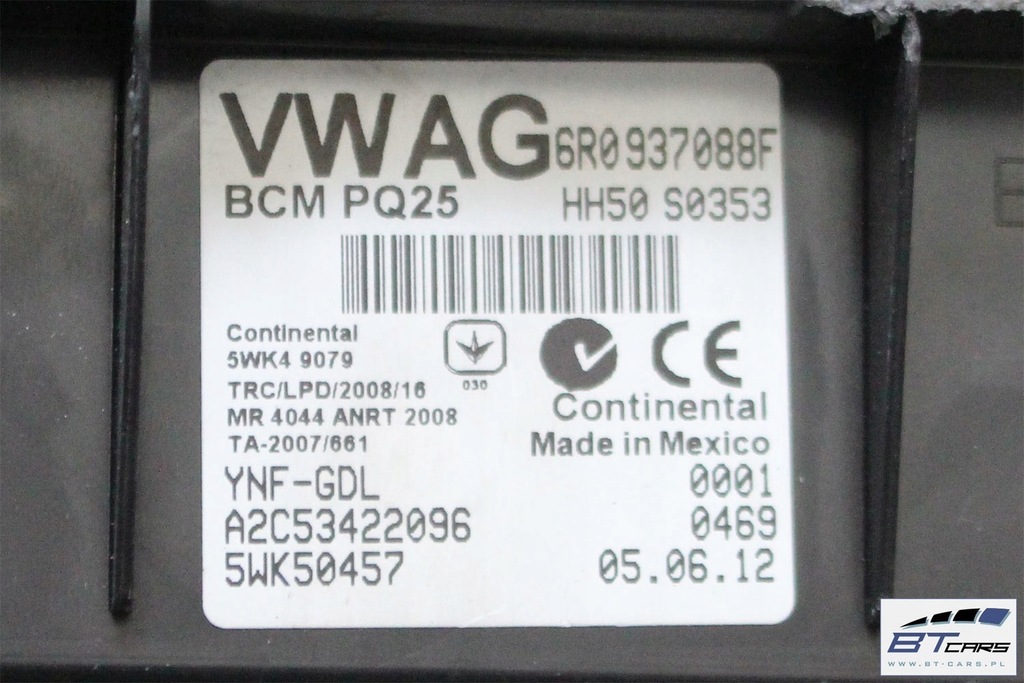 VWAG 6R0937088F
BCM PQ25 HH50 S0353
Continental
5WK4 9079
TRC/LPD/2008/16
MR 4044 ANRT 2008
TA-2007/661
030
CE
Continental
Made in Mexico
YNF-GDL 0001
A2C53422096 0469
5WK50457 05.06.12
BT CARS
WWW.BT-CARS.PL